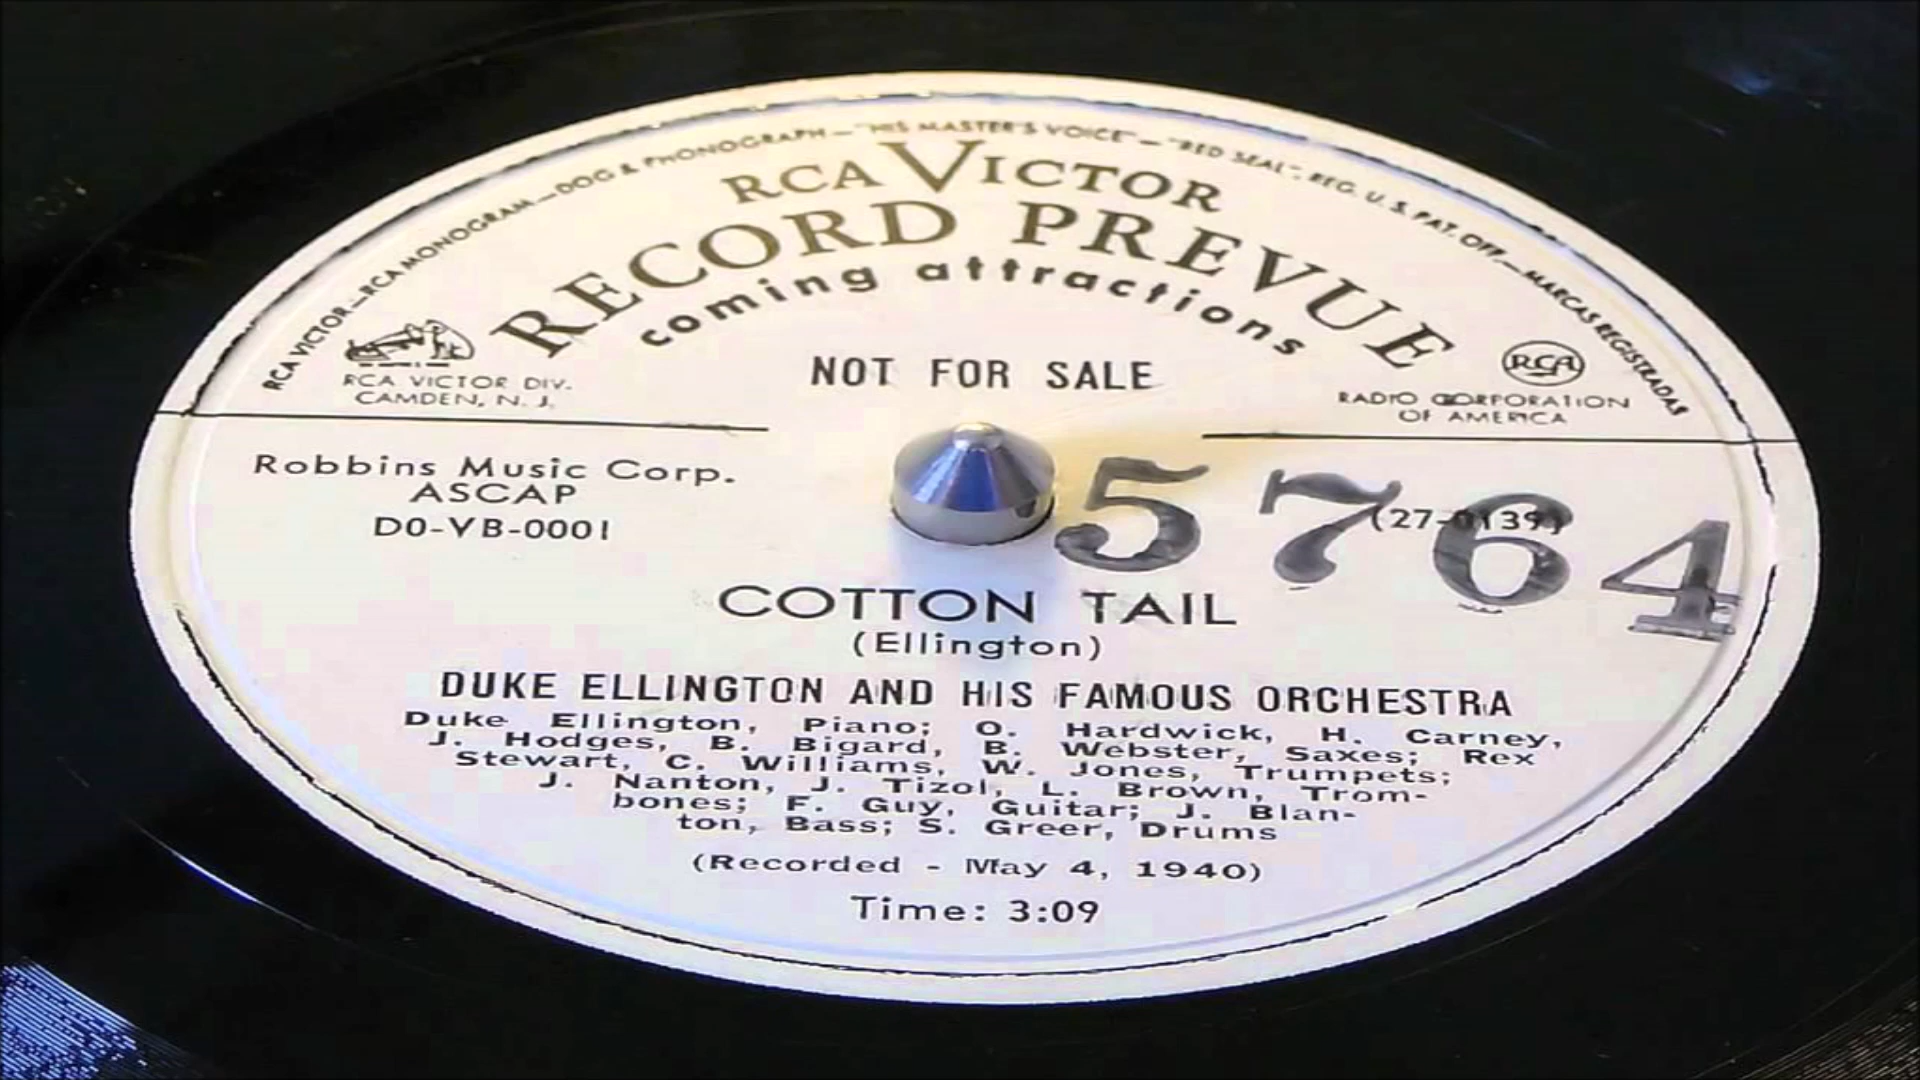 RCA VICTOR.—RCA MONOGRAM.—DOG & PHONOGRAPH—"HIS MASTER'S VOICE"—"RED SEAL", REG. U.S. PAT. OFF.—MARCAS REGISTRADAS
RCA VICTOR
RECORD PREVUE
coming attractions
NOT FOR SALE
RCA VICTOR DIV.
CAMDEN, N. J.
RCA
RADIO CORPORATION
OF AMERICA
Robbins Music Corp.
ASCAP
D0-VB-0001
5764
(27-0139)
COTTON TAIL
(Ellington)
DUKE ELLINGTON AND HIS FAMOUS ORCHESTRA
Duke Ellington, Piano; O. Hardwick, H. Carney,
J. Hodges, B. Bigard, B. Webster, Saxes; Rex
Stewart, C. Williams, W. Jones, Trumpets;
J. Nanton, J. Tizol, L. Brown, Trom-
bones; F. Guy, Guitar; J. Blan-
ton, Bass; S. Greer, Drums
(Recorded - May 4, 1940)
Time: 3:09